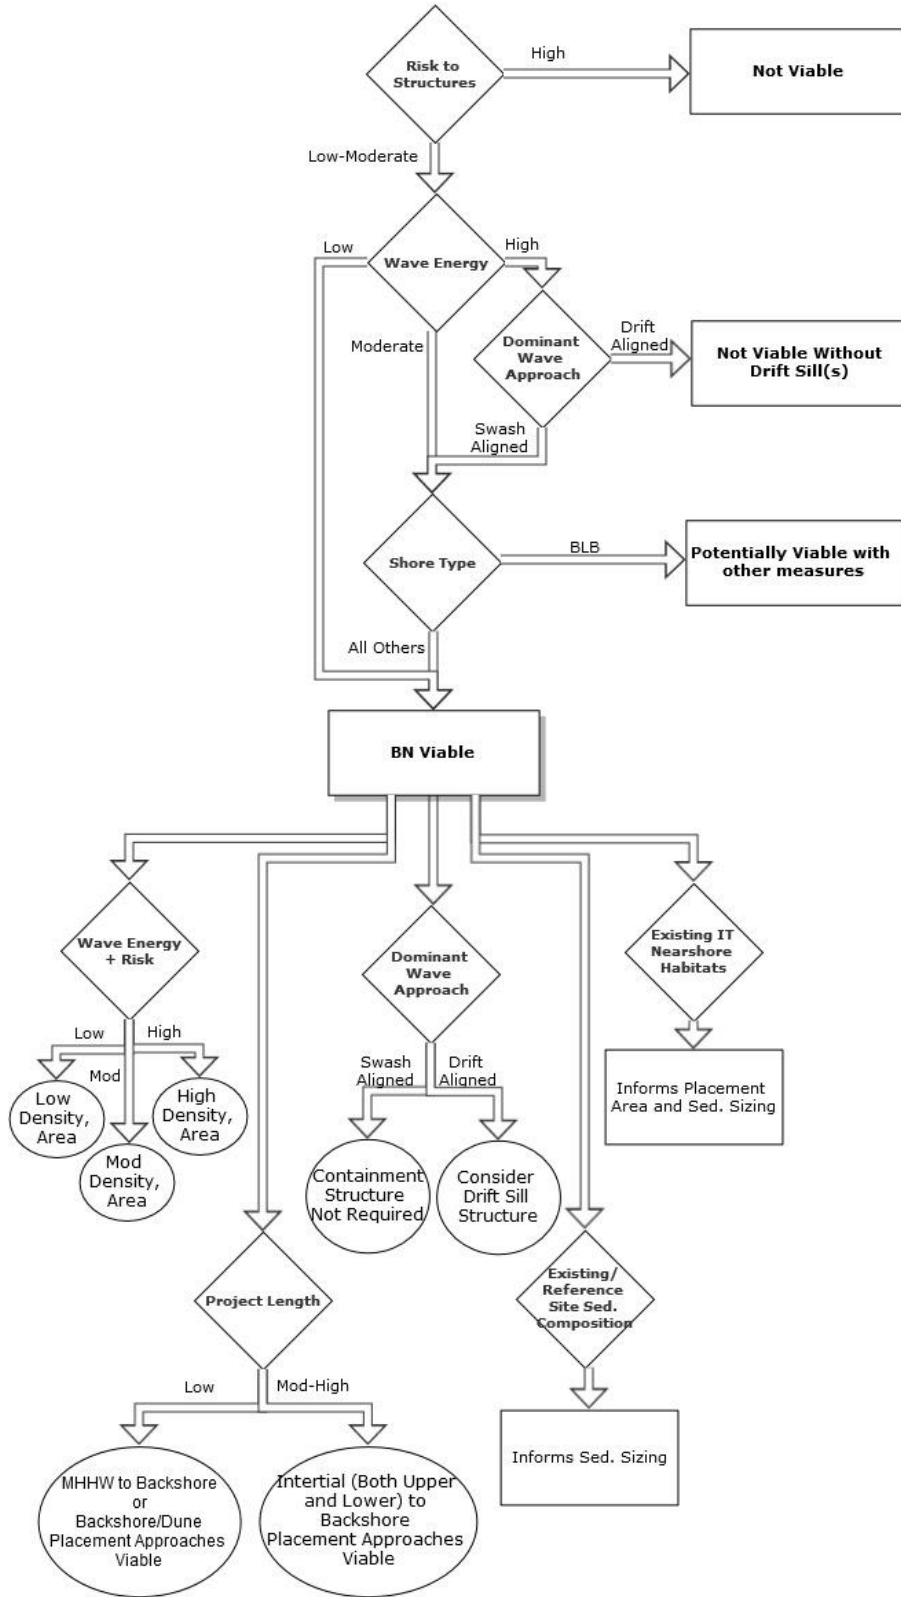 Risk to
Structures
High
Not Viable
Low-Moderate
Low
Wave Energy
High
Moderate
Dominant
Wave
Approach
Drift
Aligned
Not Viable Without
Drift Sill(s)
Swash
Aligned
Shore Type
BLB
Potentially Viable with
other measures
All Others
BN Viable
Wave Energy
+ Risk
Low
Mod
High
Low
Density,
Area
Mod
Density,
Area
High
Density,
Area
Dominant
Wave
Approach
Swash
Aligned
Drift
Aligned
Containment
Structure
Not Required
Consider
Drift Sill
Structure
Existing IT
Nearshore
Habitats
Informs Placement
Area and Sed. Sizing
Project Length
Low
Mod-High
MHHW to Backshore
or
Backshore/Dune
Placement Approaches
Viable
Intertial (Both Upper
and Lower) to
Backshore
Placement Approaches
Viable
Existing/
Reference
Site Sed.
Composition
Informs Sed. Sizing